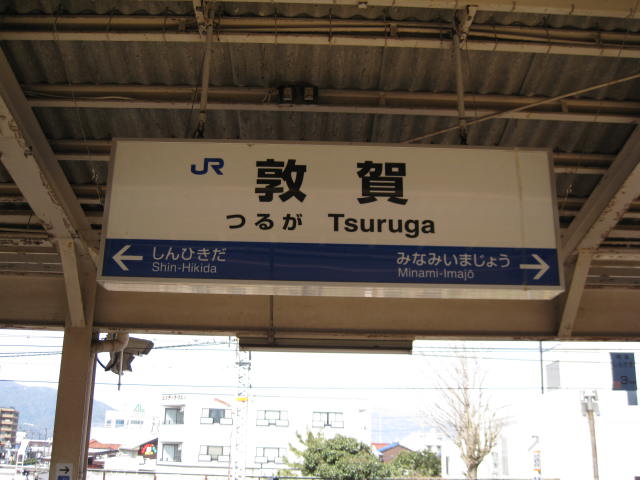 JR 敦賀
つるが Tsuruga
← しんひきだ
Shin-Hikida
みなみいまじょう →
Minami-Imajō